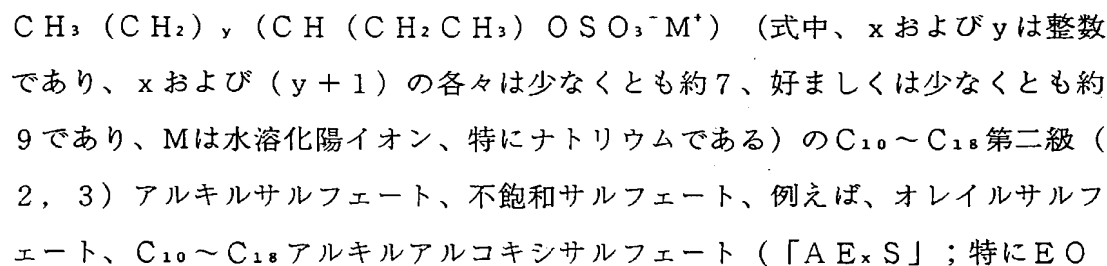 ＣＨ₃（ＣＨ₂）ᵧ（ＣＨ（ＣＨ₂ＣＨ₃）ＯＳＯ₃⁻Ｍ⁺）（式中、ｘおよびｙは整数
であり、ｘおよび（ｙ＋１）の各々は少なくとも約７、好ましくは少なくとも約
９であり、Ｍは水溶化陽イオン、特にナトリウムである）のＣ₁₀～Ｃ₁₈第二級（
２，３）アルキルサルフェート、不飽和サルフェート、例えば、オレイルサルフ
ェート、Ｃ₁₀～Ｃ₁₈アルキルアルコキシサルフェート（「ＡＥₓＳ」；特にＥＯ